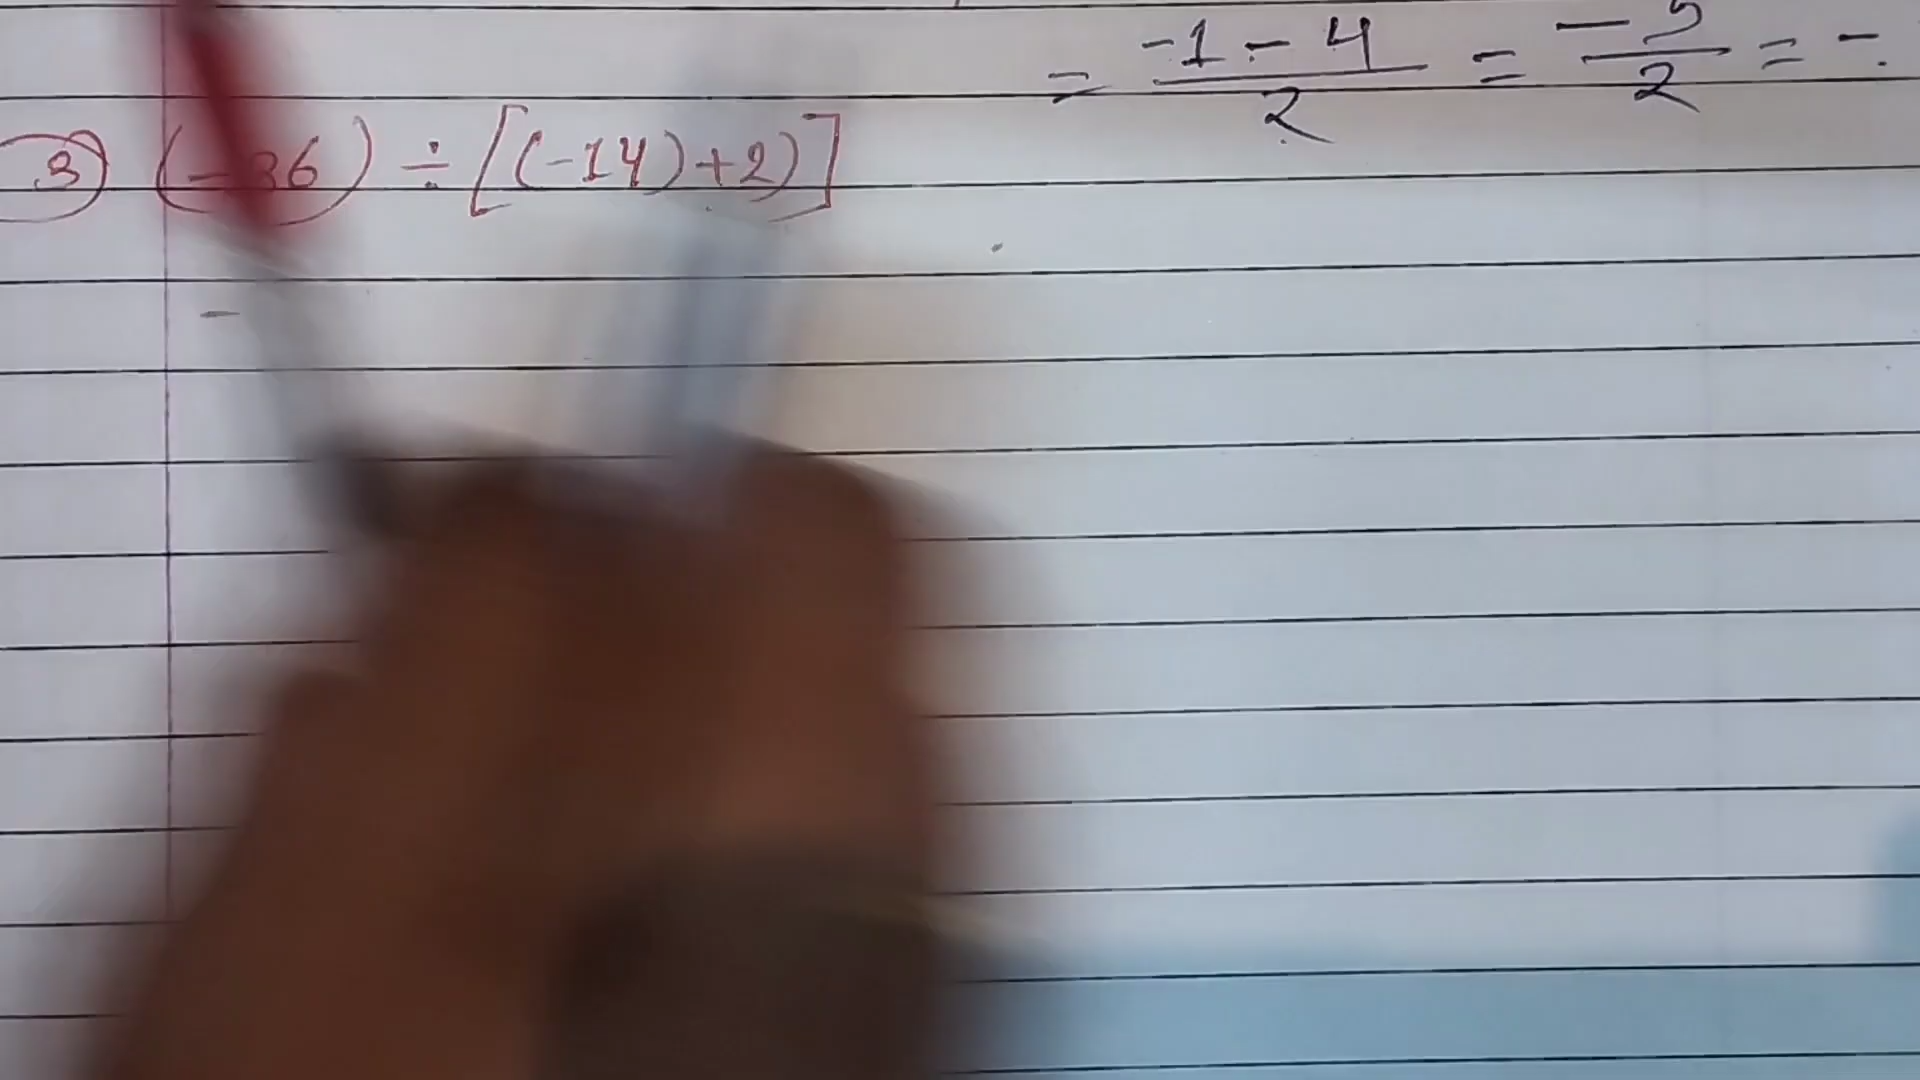 = -1 - 4 / 2 = -5 / 2 = -
3) (-36) ÷ [(-14)+2)]
-